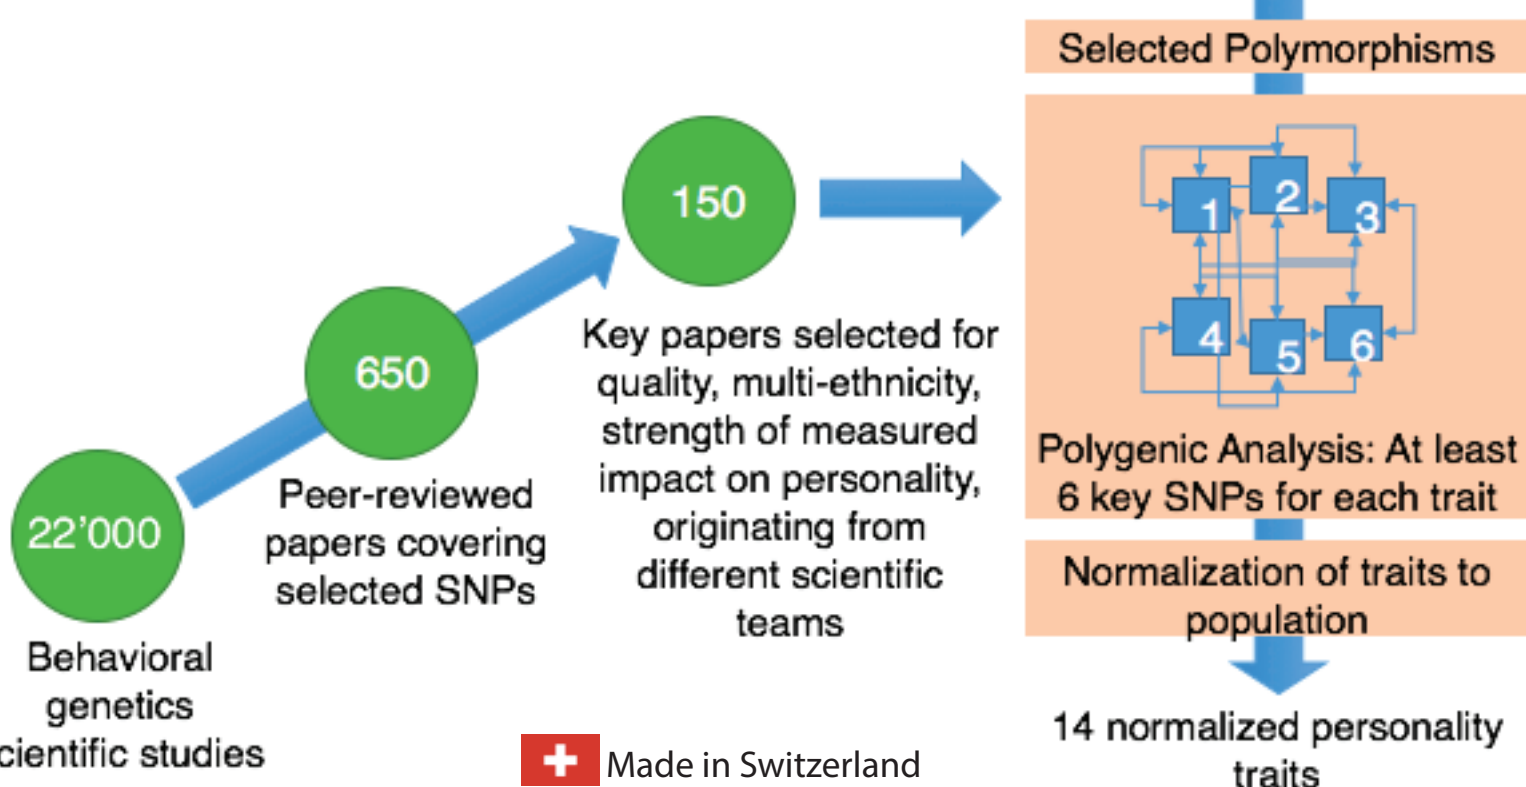 22’000
Behavioral
genetics
cientific studies
650
Peer-reviewed
papers covering
selected SNPs
150
Key papers selected for
quality, multi-ethnicity,
strength of measured
impact on personality,
originating from
different scientific
teams
Selected Polymorphisms
1
2
3
4
5
6
Polygenic Analysis: At least
6 key SNPs for each trait
Normalization of traits to
population
14 normalized personality
traits
Made in Switzerland